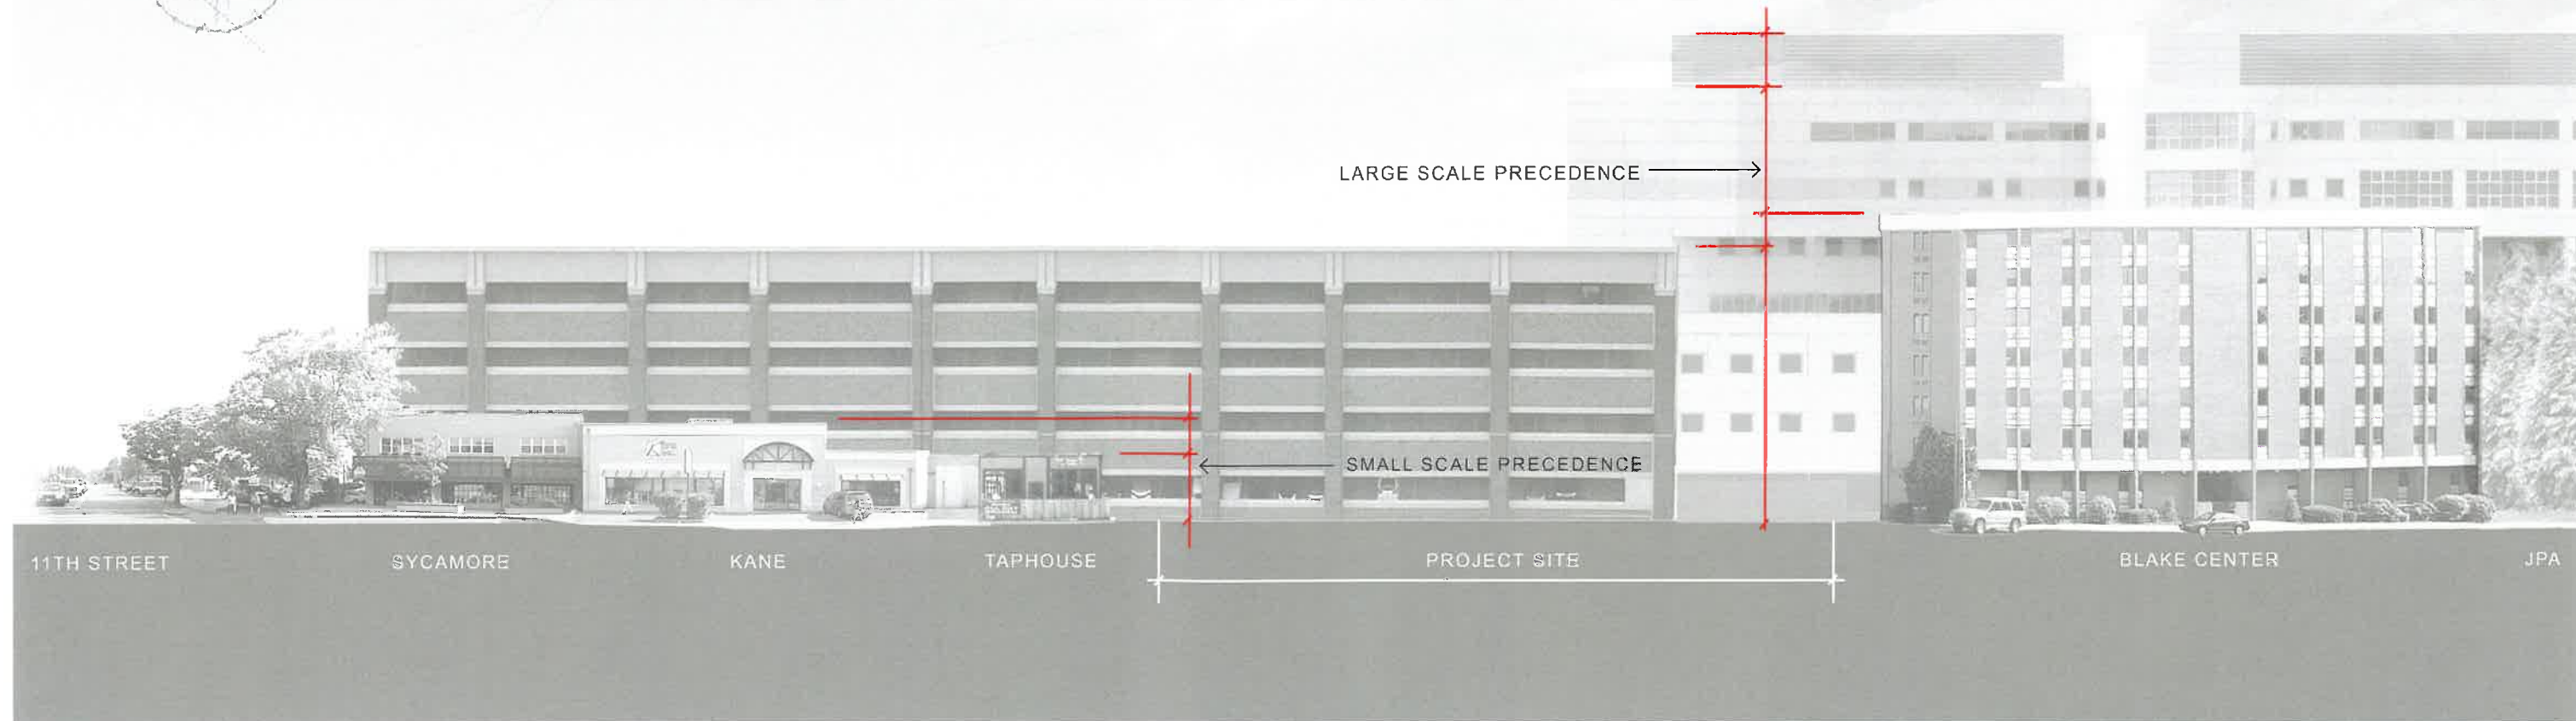 LARGE SCALE PRECEDENCE
SMALL SCALE PRECEDENCE
11TH STREET
SYCAMORE
KANE
TAPHOUSE
PROJECT SITE
BLAKE CENTER
JPA